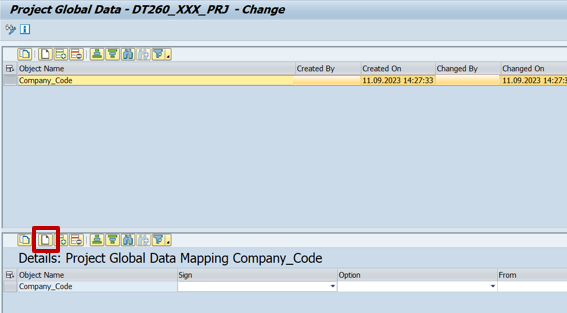 Project Global Data - DT260_XXX_PRJ - Change
Object Name Created By Created On Changed By Changed On
Company_Code 11.09.2023 14:27:33 11.09.2023 14:27:3
Details: Project Global Data Mapping Company_Code
Object Name Sign Option From
Company_Code